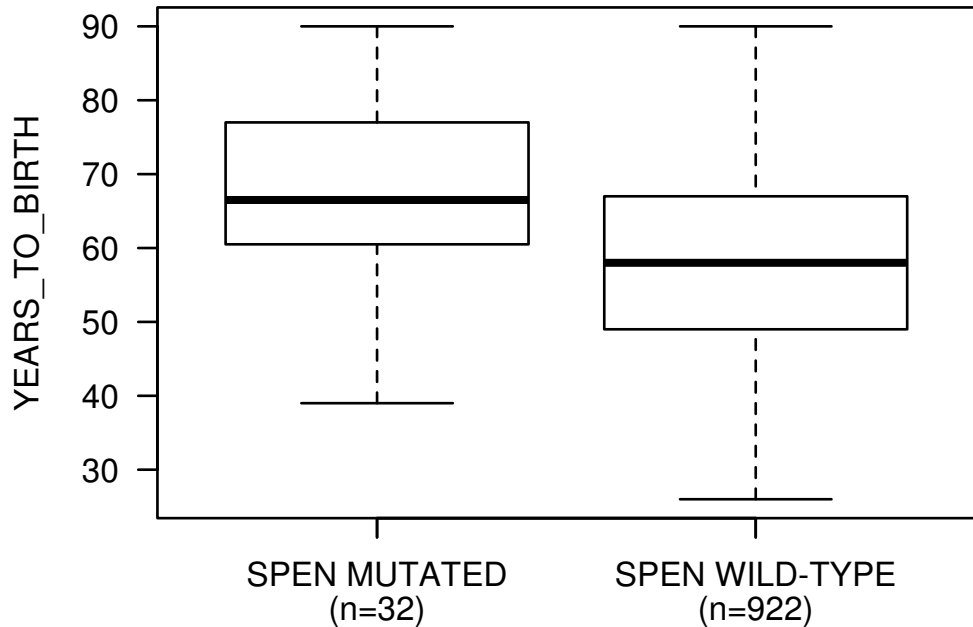 YEARS_TO_BIRTH
90
80
70
60
50
40
30
SPEN MUTATED
(n=32)
SPEN WILD-TYPE
(n=922)